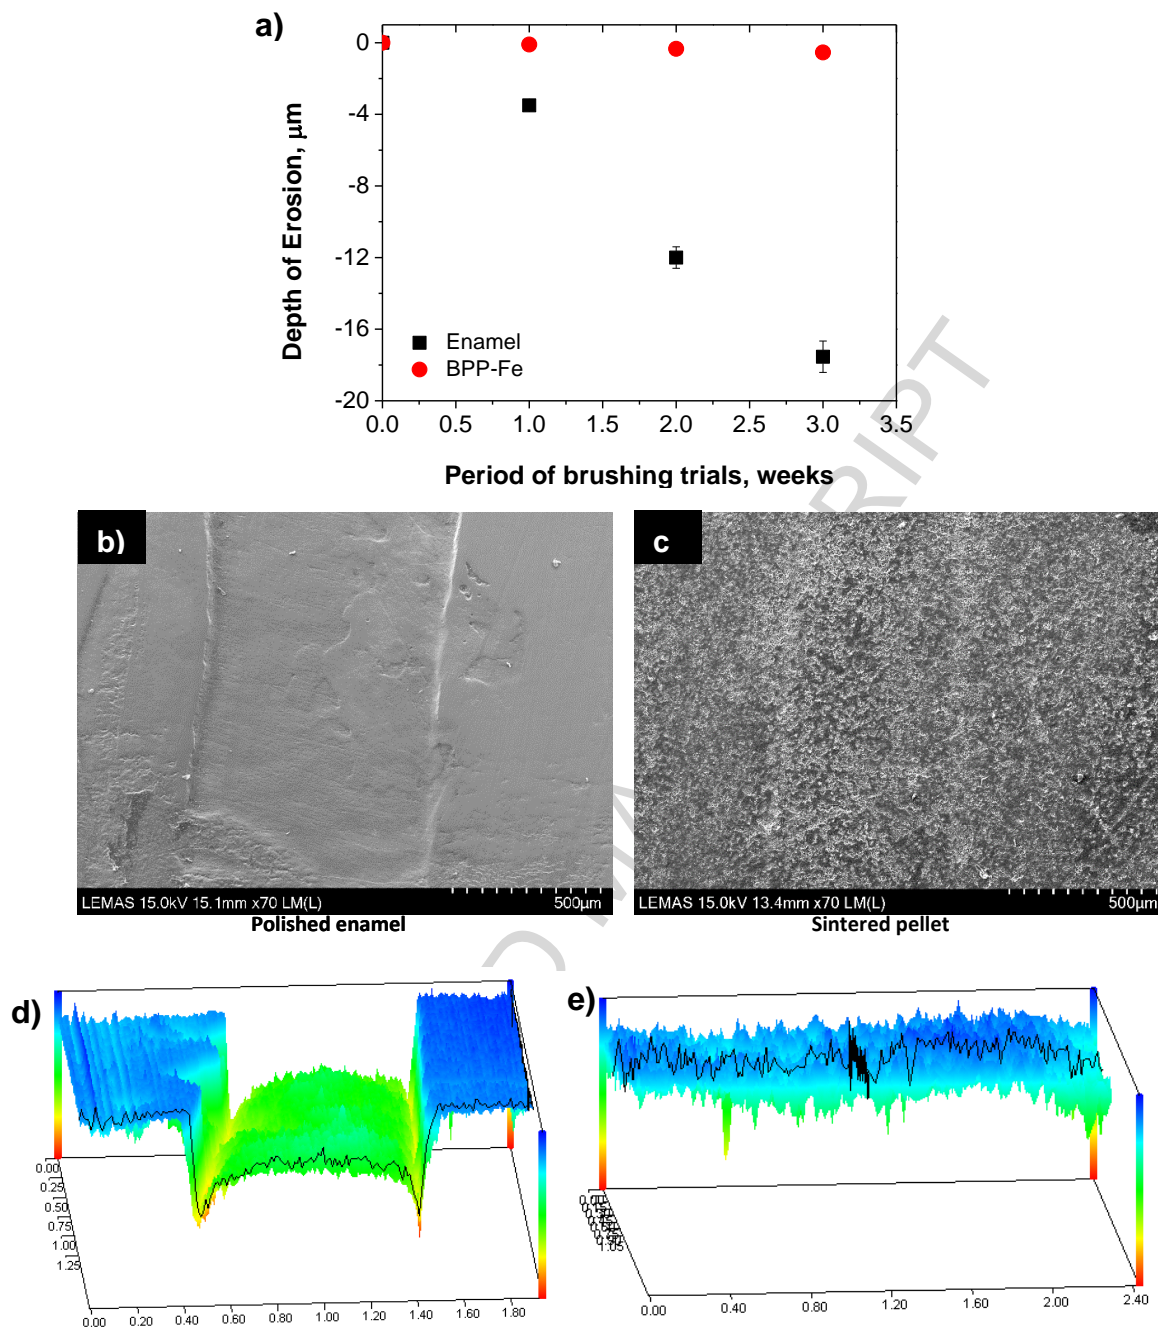 a)
0
-4
-8
-12
-16
-20
Depth of Erosion, μm
Enamel
BPP-Fe
0.0 0.5 1.0 1.5 2.0 2.5 3.0 3.5
Period of brushing trials, weeks
RIPT
b)
c
LEMAS 15.0kV 15.1mm x70 LM(L) 500μm
LEMAS 15.0kV 13.4mm x70 LM(L) 500μm
Polished enamel
Sintered pellet
D MA
d)
e)
0.00
0.25
0.50
0.75
1.00
1.25
0.00 0.20 0.40 0.60 0.80 1.00 1.20 1.40 1.60 1.80
1.05
0.00 0.40 0.80 1.20 1.60 2.00 2.40